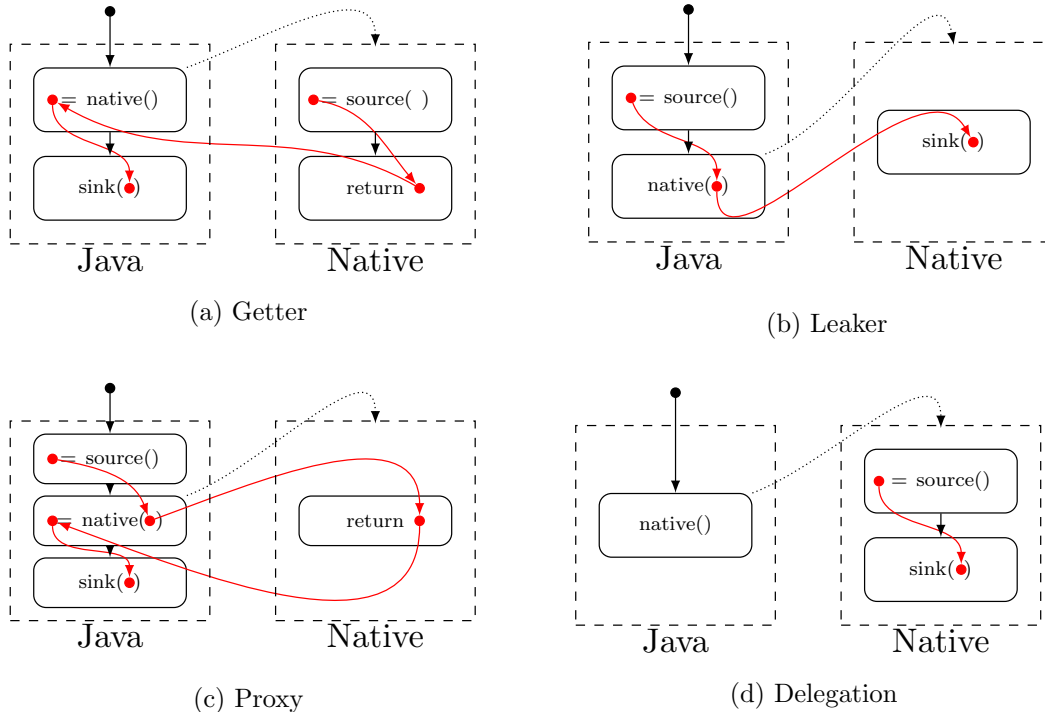 = native()
= source( )
sink( )
return
Java
Native
(a) Getter
= source()
native( )
sink( )
Java
Native
(b) Leaker
= source()
= native( )
return
sink( )
Java
Native
(c) Proxy
native()
= source()
sink( )
Java
Native
(d) Delegation